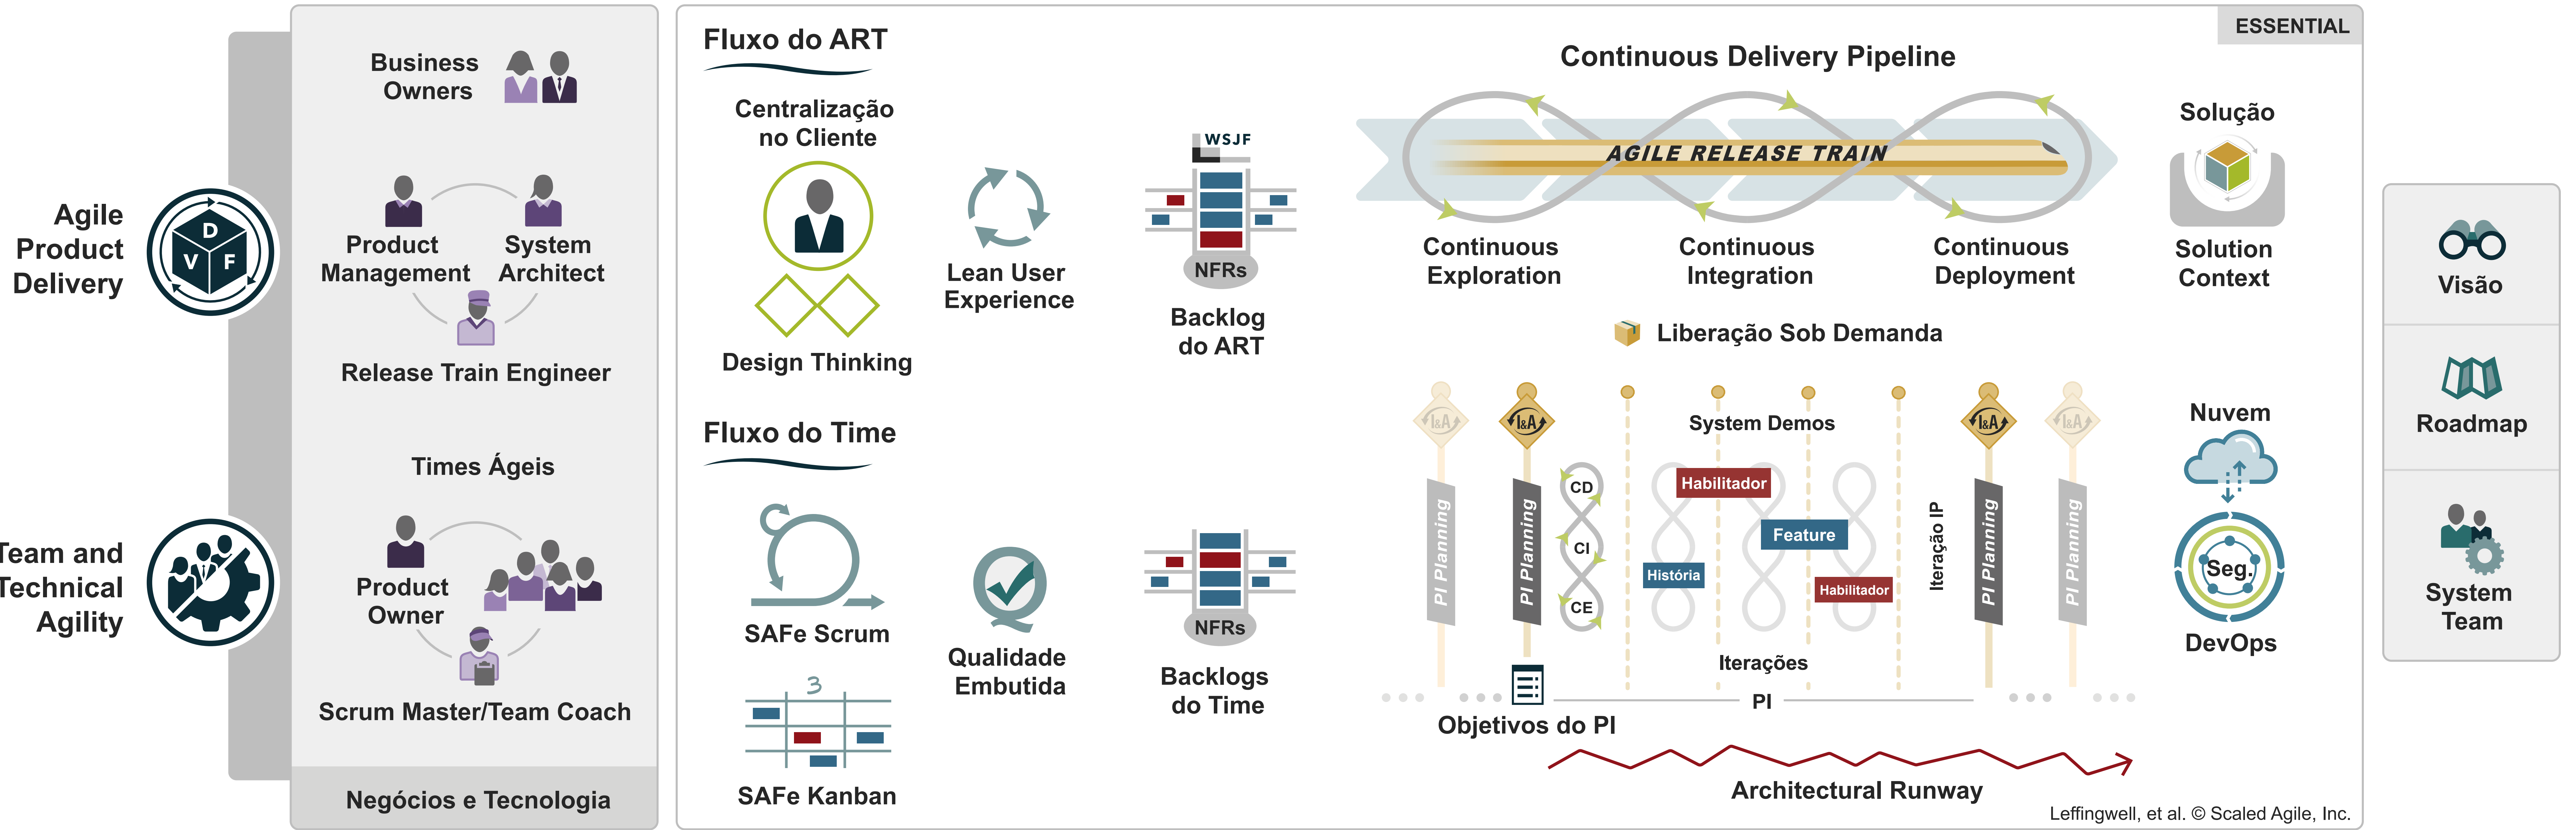 Agile
Product
Delivery
D
V
F
Team and
Technical
Agility
Business
Owners
Product
Management
System
Architect
Release Train Engineer
Times Ágeis
Product
Owner
Scrum Master/Team Coach
Negócios e Tecnologia
ESSENTIAL
Fluxo do ART
Centralização
no Cliente
Design Thinking
Lean User
Experience
WSJF
NFRs
Backlog
do ART
Continuous Delivery Pipeline
AGILE RELEASE TRAIN
Continuous
Exploration
Continuous
Integration
Continuous
Deployment
Solução
Solution
Context
Liberação Sob Demanda
Fluxo do Time
SAFe Scrum
3
SAFe Kanban
Qualidade
Embutida
NFRs
Backlogs
do Time
I&A
I&A
I&A
I&A
System Demos
PI Planning
PI Planning
CD
CI
CE
Habilitador
Feature
História
Habilitador
Iteração IP
PI Planning
PI Planning
Iterações
PI
Objetivos do PI
Architectural Runway
Nuvem
Seg.
DevOps
Leffingwell, et al. © Scaled Agile, Inc.
Visão
Roadmap
System
Team